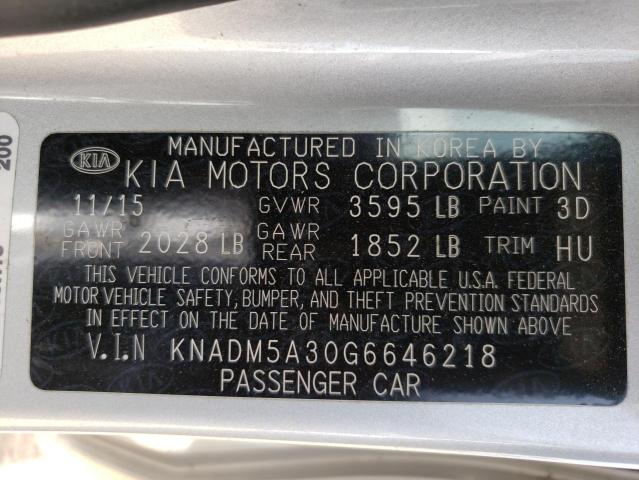 200
MANUFACTURED IN KOREA BY
KIA KIA MOTORS CORPORATION
11/15 GVWR 3595 LB PAINT 3D
GAWR FRONT 2028 LB GAWR REAR 1852 LB TRIM HU
THIS VEHICLE CONFORMS TO ALL APPLICABLE U.S.A. FEDERAL
MOTOR VEHICLE SAFETY, BUMPER, AND THEFT PREVENTION STANDARDS
IN EFFECT ON THE DATE OF MANUFACTURE SHOWN ABOVE
V.I.N KNADM5A30G6646218
PASSENGER CAR